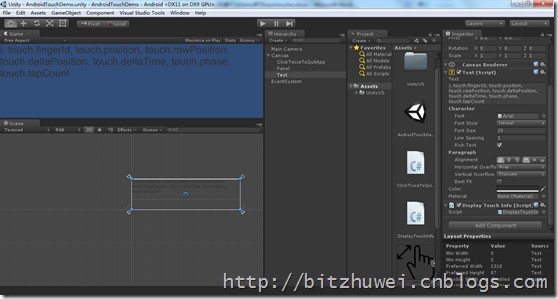 Unity - AndroidTouchDemo.unity - AndroidTouchDemo - Android <DX11 on DX9 GPU>
File Edit Assets GameObject Component Visual Studio Tools Window Help
Pivot Local
Layers
Layout
Game
Free Aspect
Stats
Gizmos
i, touch.fingerId, touch.position, touch.rawPosition,
touch.deltaPosition, touch.deltaTime, touch.phase,
touch.tapCount
Scene
Textured
RGB
2D
Effects
Gizmos
Hierarchy
Create
Main Camera
Canvas
ClickTwiceToQuitApp
Panel
Text
EventSystem
Project
Create
Favorites
All Material
All Models
All Prefabs
All Scripts
Assets
UnityVS
Assets
UnityVS
AndroidTouchDe...
ClickTwiceToQui...
DisplayTouchInfo
Inspector
Rotation X 0 Y 0 Z 0
Scale X 1 Y 1 Z 1
Canvas Renderer
Text (Script)
Text
i, touch.fingerId, touch.position,
touch.rawPosition, touch.deltaPosition,
touch.deltaTime, touch.phase,
touch.tapCount
Character
Font Arial
Font Style Normal
Font Size 25
Line Spacing 1
Rich Text
Paragraph
Alignment
Horizontal Overflow Wrap
Vertical Overflow Truncate
Best Fit
Color
Material None (Material)
Display Touch Info (Script)
Script DisplayTouchInfo
Add Component
Layout Properties
Property Value Source
Min Width 0 Text
Min Height 0 Text
Preferred Width 1316 Text
Preferred Height 87 Text
http://bitzhuwei.cnblogs.com